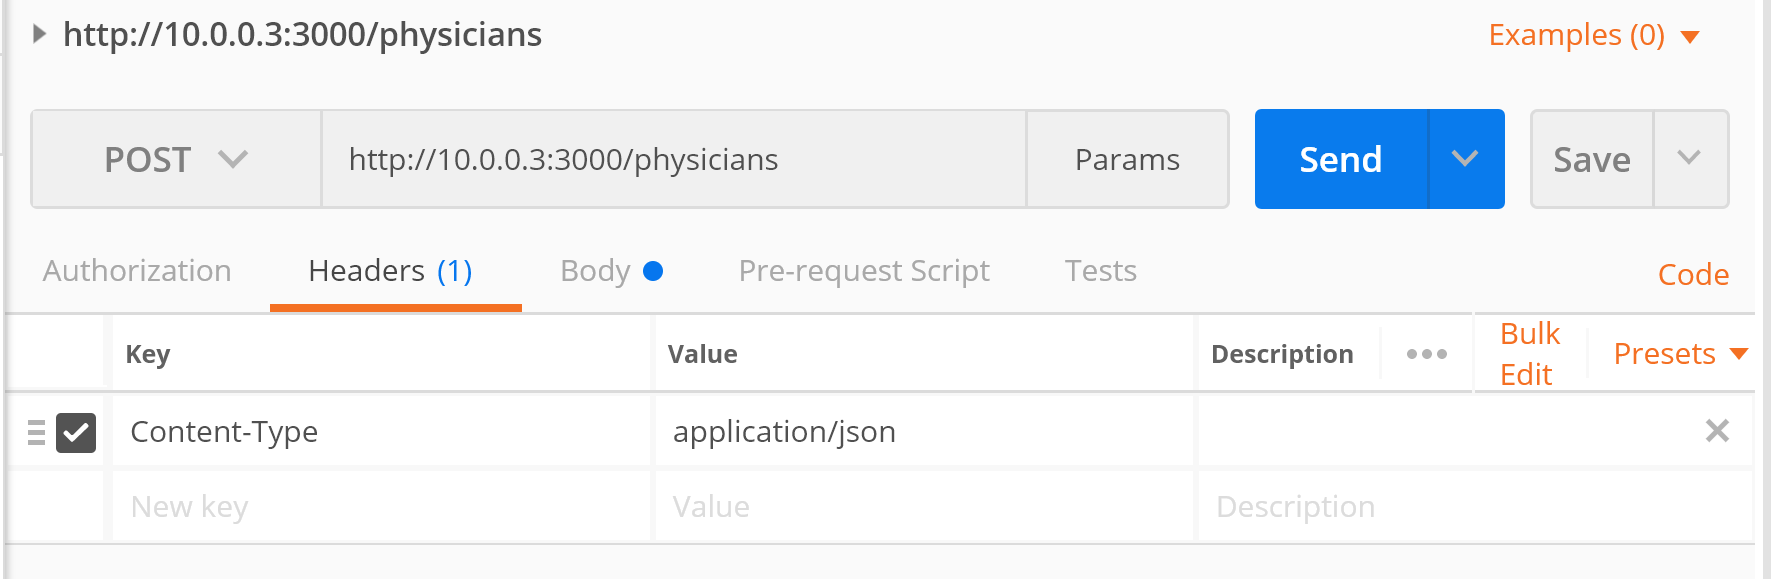 http://10.0.0.3:3000/physicians
Examples (0)
POST
http://10.0.0.3:3000/physicians
Params
Send
Save
Authorization
Headers (1)
Body
Pre-request Script
Tests
Code
Key
Value
Description
Bulk
Edit
Presets
Content-Type
application/json
New key
Value
Description